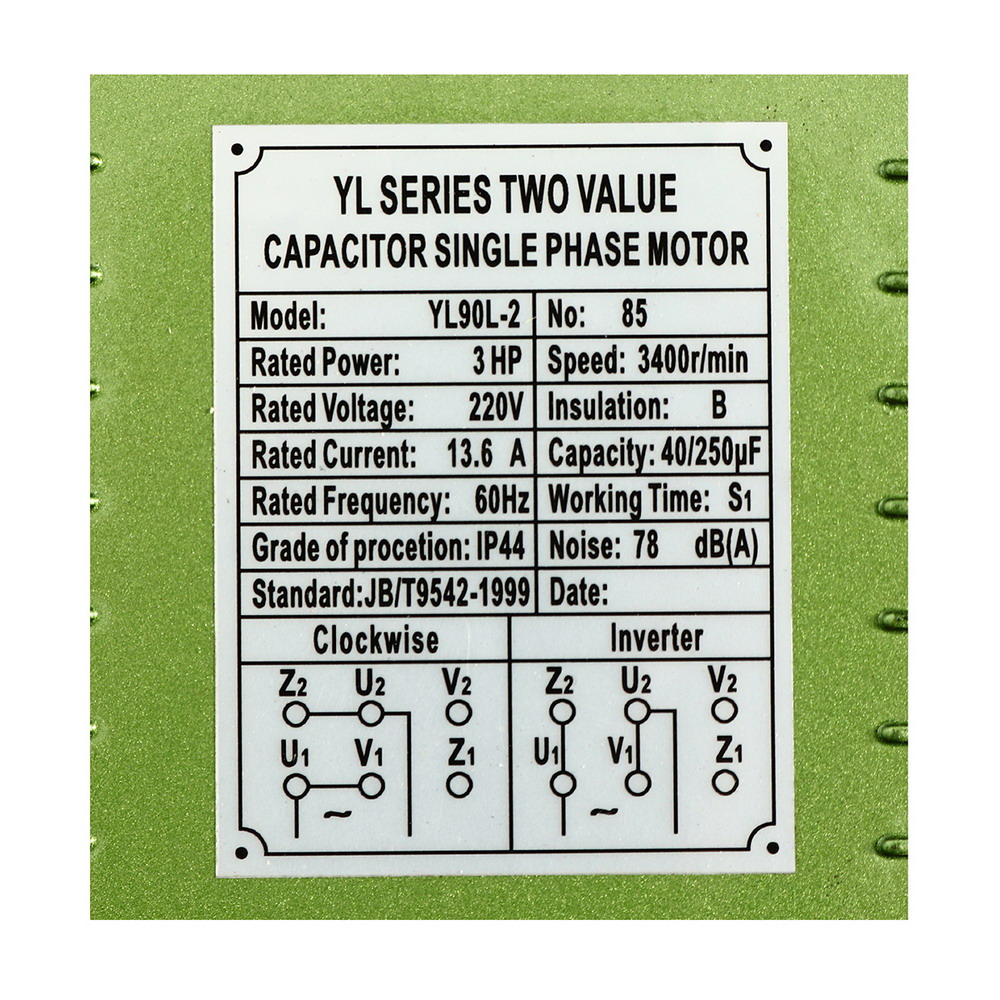 YL SERIES TWO VALUE
CAPACITOR SINGLE PHASE MOTOR
Model: YL90L-2 No: 85
Rated Power: 3 HP Speed: 3400r/min
Rated Voltage: 220V Insulation: B
Rated Current: 13.6 A Capacity: 40/250µF
Rated Frequency: 60Hz Working Time: S1
Grade of procetion: IP44 Noise: 78 dB(A)
Standard:JB/T9542-1999 Date:
Clockwise Inverter
Z2 U2 V2 Z2 U2 V2
U1 V1 Z1 U1 V1 Z1
~ ~